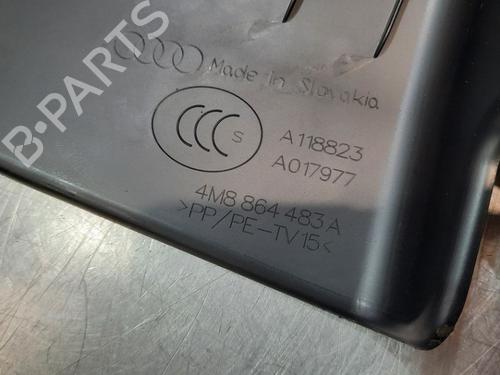 B-PARTS
Made in Slovakia
CCC S
A118823
A017977
4M8 864 483 A
>PP/PE-TV15<